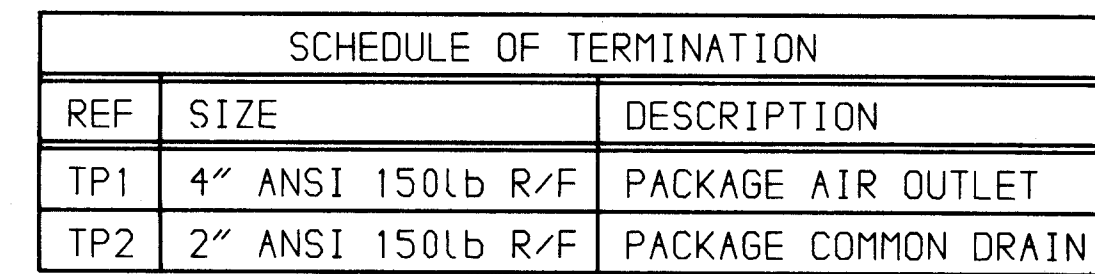 SCHEDULE OF TERMINATION
REF SIZE DESCRIPTION
TP1 4″ ANSI 150lb R/F PACKAGE AIR OUTLET
TP2 2″ ANSI 150lb R/F PACKAGE COMMON DRAIN